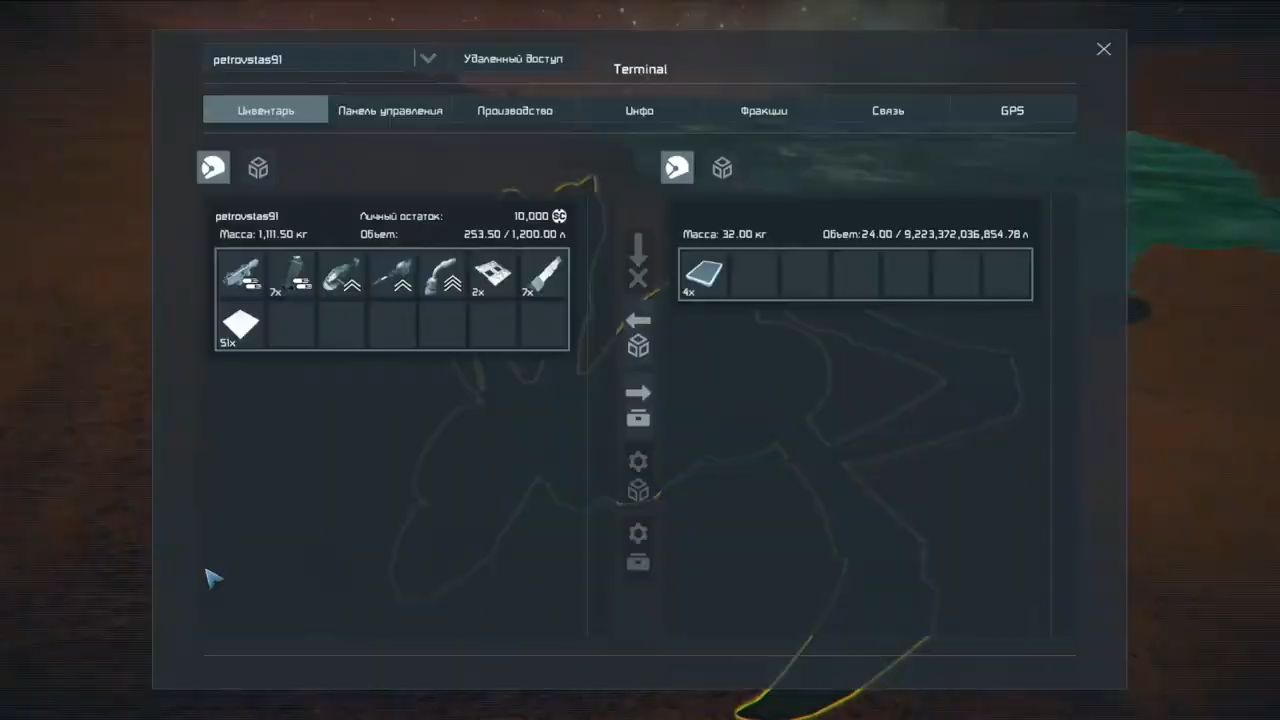 petrovstas91
Удаленный доступ
Terminal
Инвентарь
Панель управления
Производство
Инфо
Фракции
Связь
GPS
petrovstas91
Личный остаток:
10,000 SC
Масса: 1,111.50 кг
Объем:
253.50 / 1,200.00 л
7x
2x
7x
51x
Масса: 32.00 кг
Объем:24.00 / 9,223,372,036,854.78 л
4x